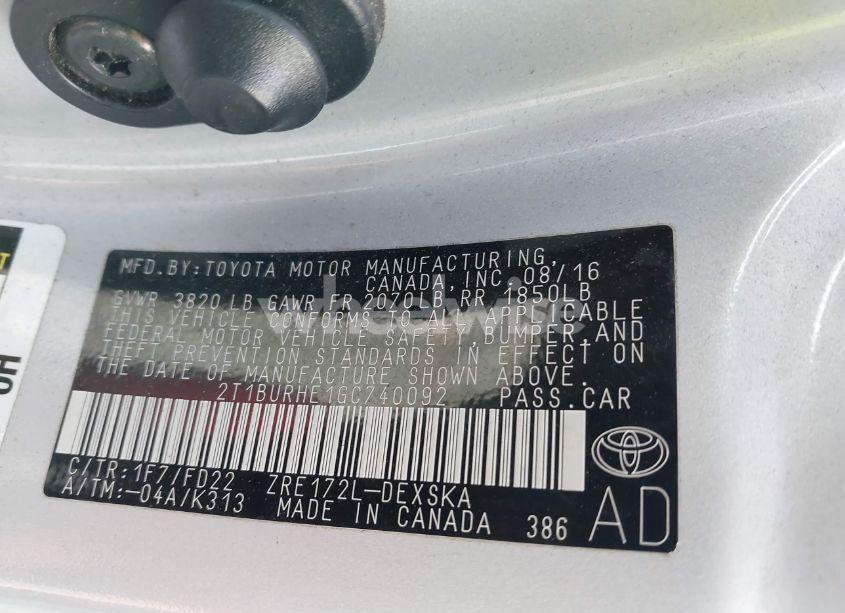 MFD. BY: TOYOTA MOTOR MANUFACTURING,
CANADA, INC. 08/16
GVWR 3820 LB GAWR FR 2070 LB RR 1850LB
THIS VEHICLE CONFORMS TO ALL APPLICABLE
FEDERAL MOTOR VEHICLE SAFETY, BUMPER, AND
THEFT PREVENTION STANDARDS IN EFFECT ON
THE DATE OF MANUFACTURE SHOWN ABOVE.
2T1BURHE1GC740092 PASS. CAR
C/TR: 1F7/FD22 ZRE172L-DEXSKA
A/TM: -04A/K313 MADE IN CANADA 386 AD